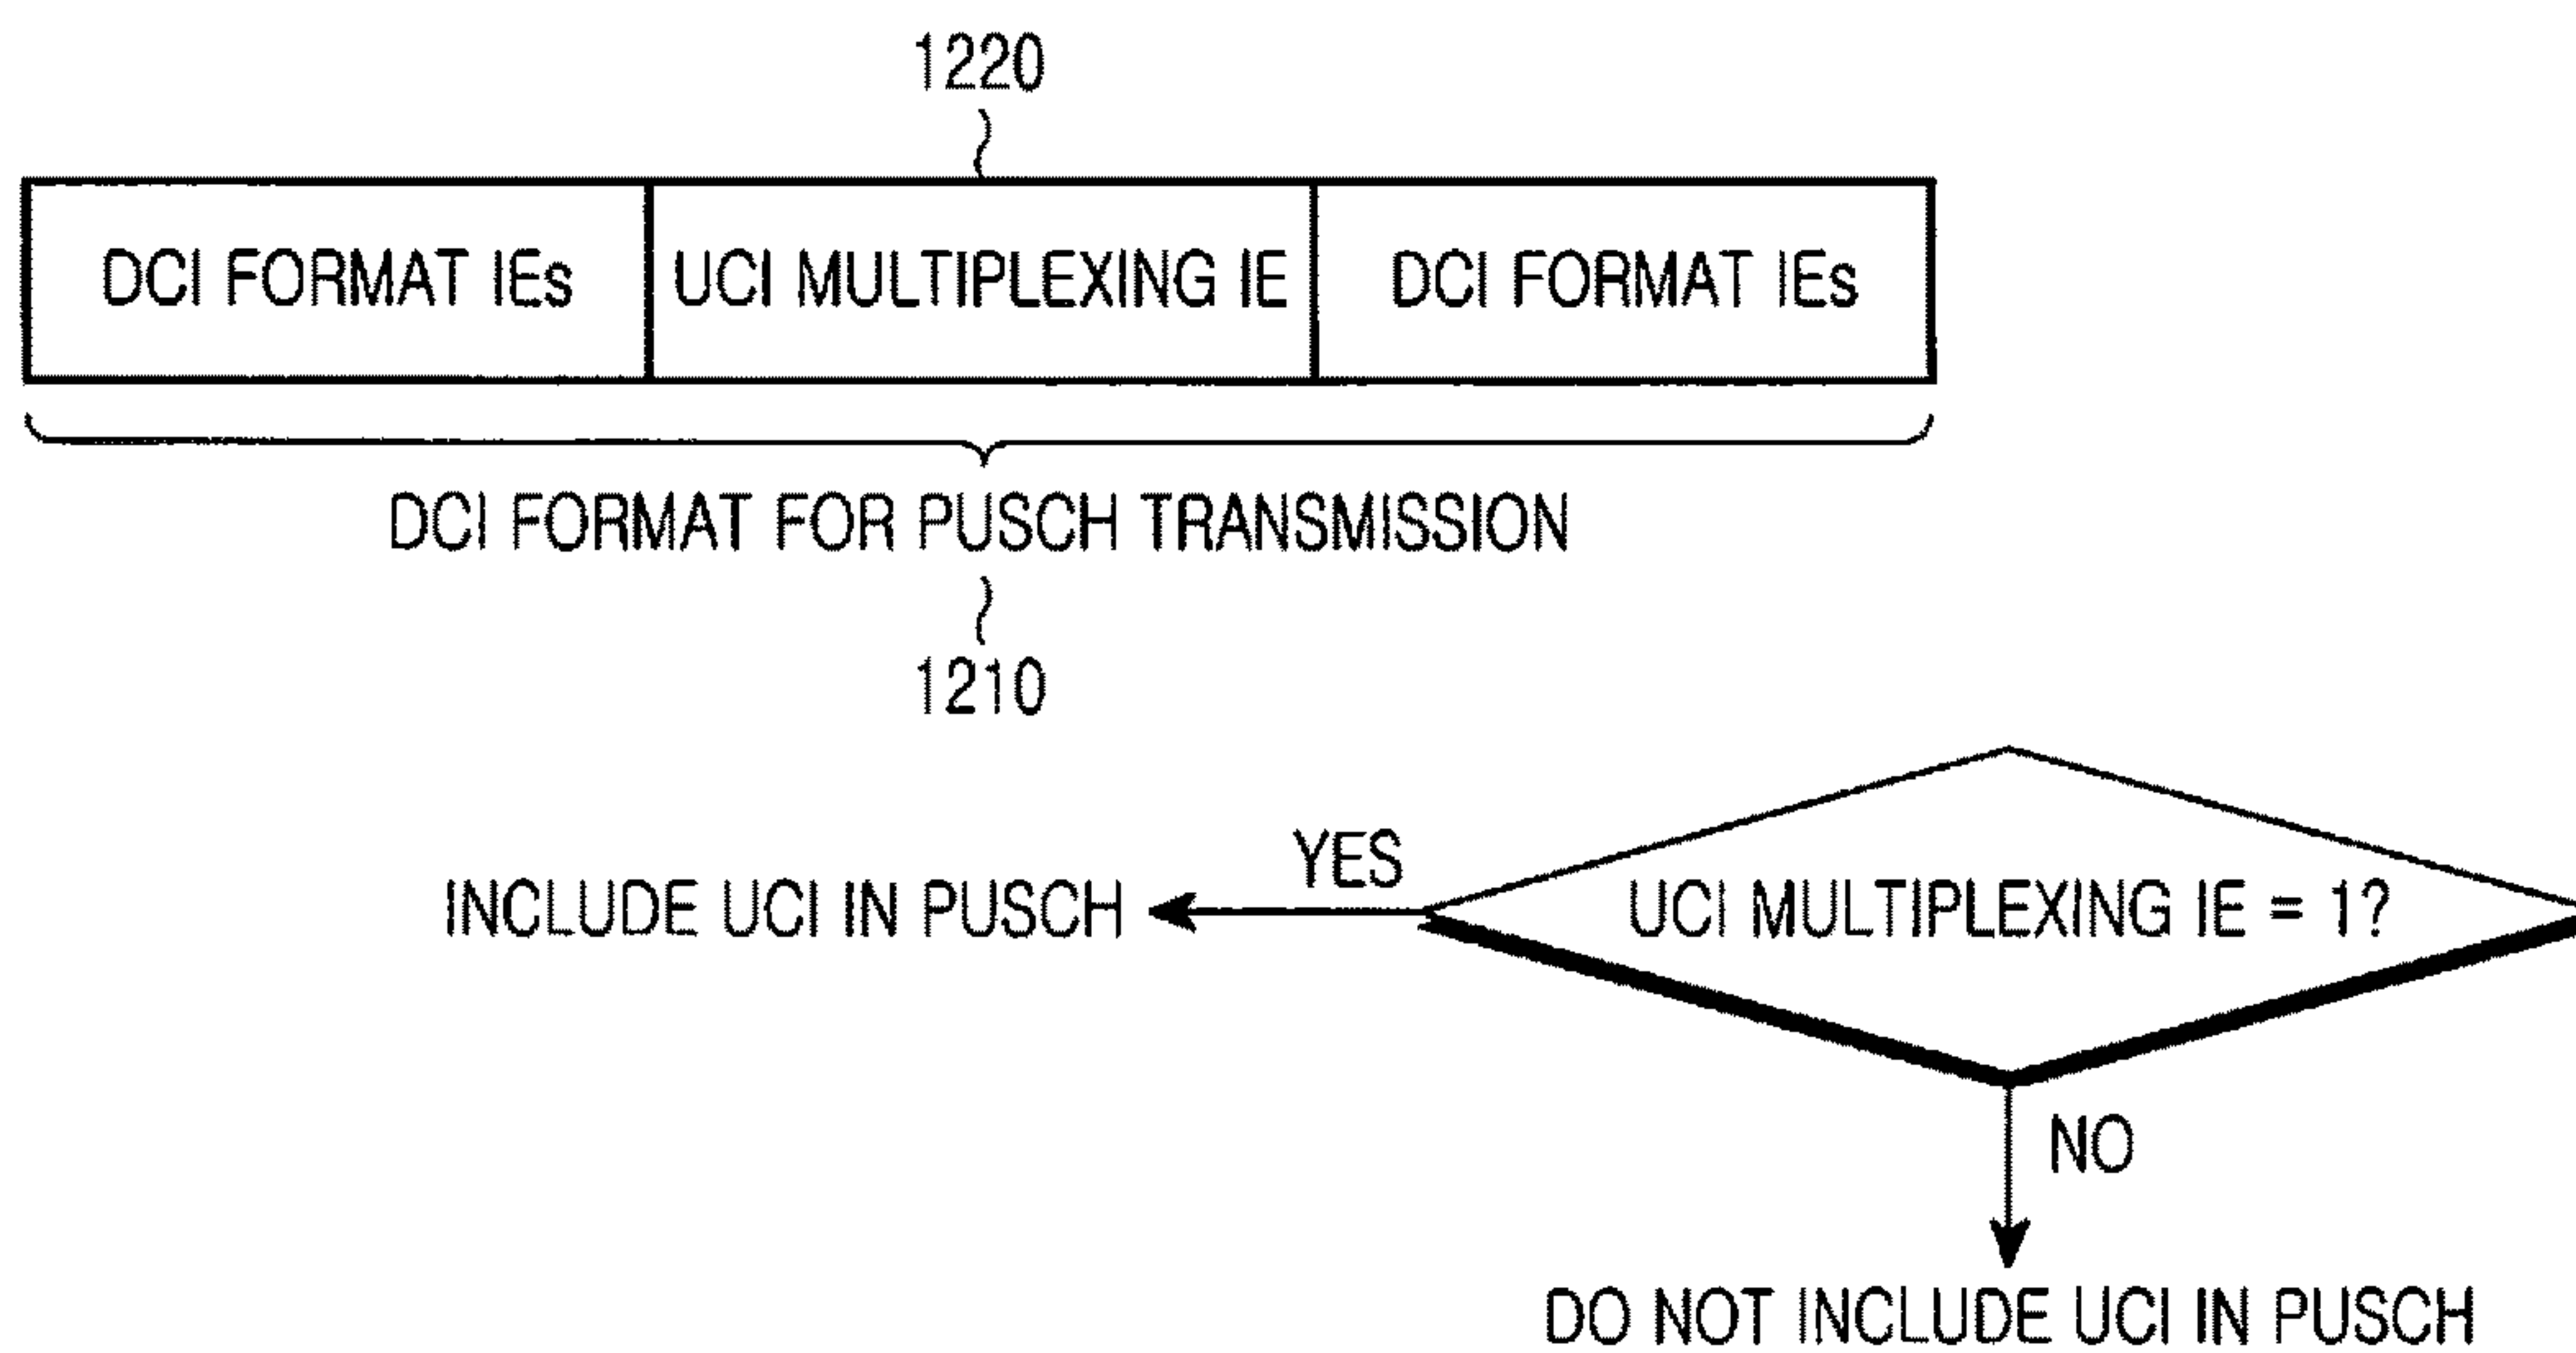 1220
DCI FORMAT IEs UCI MULTIPLEXING IE DCI FORMAT IEs
DCI FORMAT FOR PUSCH TRANSMISSION
1210
YES
INCLUDE UCI IN PUSCH
UCI MULTIPLEXING IE = 1?
NO
DO NOT INCLUDE UCI IN PUSCH